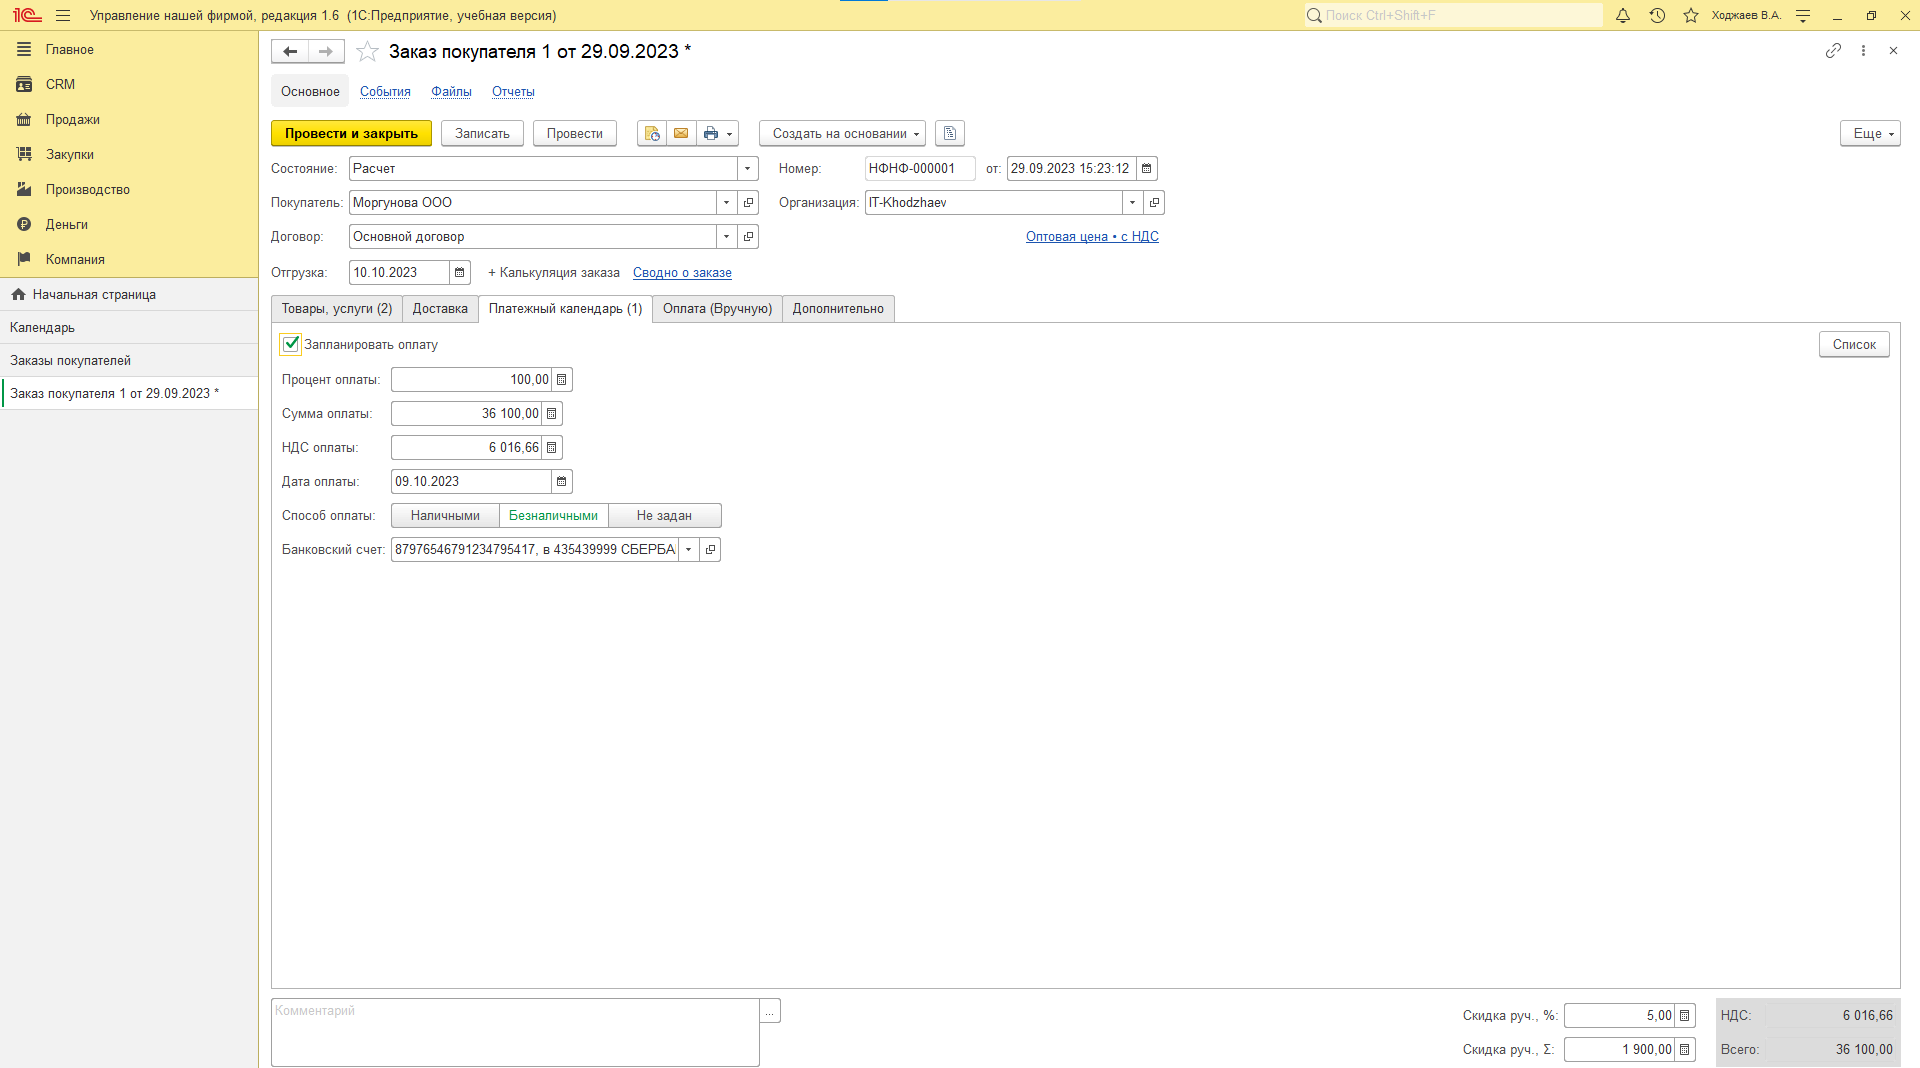 Управление нашей фирмой, редакция 1.6 (1С:Предприятие, учебная версия)
Поиск Ctrl+Shift+F
Ходжаев В.А.
Главное
CRM
Продажи
Закупки
Производство
Деньги
Компания
Начальная страница
Календарь
Заказы покупателей
Заказ покупателя 1 от 29.09.2023 *
Заказ покупателя 1 от 29.09.2023 *
Основное События Файлы Отчеты
Провести и закрыть Записать Провести Создать на основании Еще
Состояние: Расчет Номер: НФНФ-000001 от: 29.09.2023 15:23:12
Покупатель: Моргунова ООО Организация: IT-Khodzhaev
Договор: Основной договор Оптовая цена • с НДС
Отгрузка: 10.10.2023 + Калькуляция заказа Сводно о заказе
Товары, услуги (2) Доставка Платежный календарь (1) Оплата (Вручную) Дополнительно
Запланировать оплату Список
Процент оплаты: 100,00
Сумма оплаты: 36 100,00
НДС оплаты: 6 016,66
Дата оплаты: 09.10.2023
Способ оплаты: Наличными Безналичными Не задан
Банковский счет: 87976546791234795417, в 435439999 СБЕРБА
Комментарий ...
Скидка руч., %: 5,00 НДС: 6 016,66
Скидка руч., Σ: 1 900,00 Всего: 36 100,00